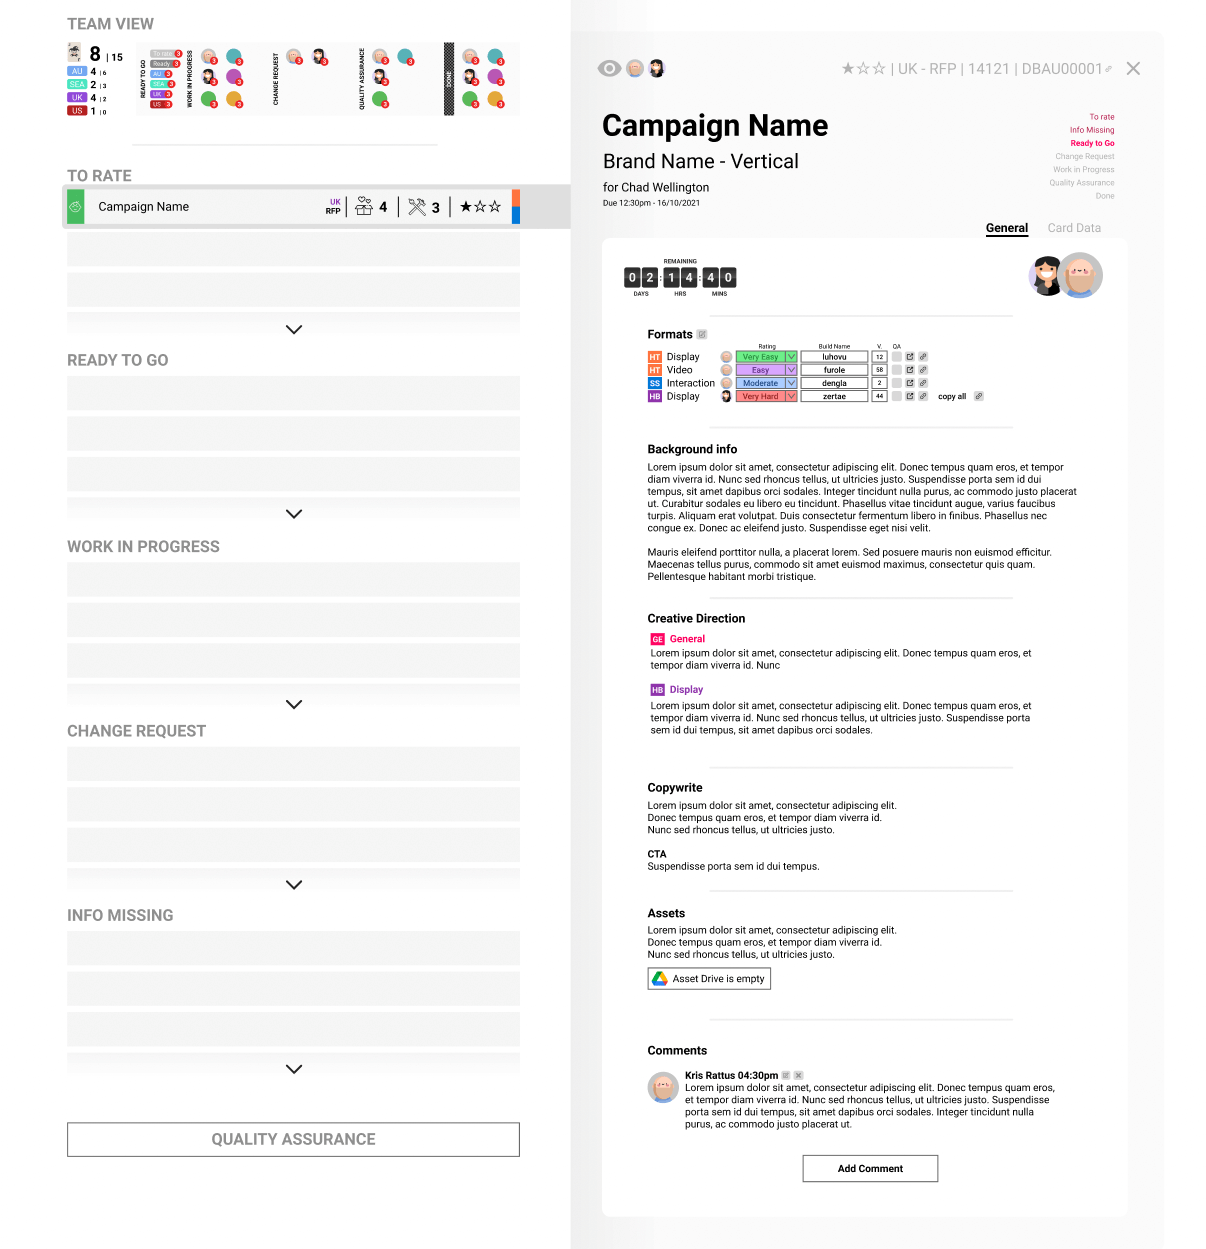 TEAM VIEW
8 | 15
AU 4 | 6
SEA 2 | 3
UK 4 | 2
US 1 | 0
READY TO GO
To rate 3
Ready 3
AU 3
SEA 3
UK 3
US 3
WORK IN PROGRESS
3 3
3 3
3 3
CHANGE REQUEST
3 3
QUALITY ASSURANCE
3
3
3
DONE
3 3
3 3
3 3
TO RATE
Campaign Name
UK
RFP
4
3
READY TO GO
WORK IN PROGRESS
CHANGE REQUEST
INFO MISSING
QUALITY ASSURANCE
| UK - RFP | 14121 | DBAU00001
Campaign Name
Brand Name - Vertical
for Chad Wellington
Due 12:30pm - 16/10/2021
To rate
Info Missing
Ready to Go
Change Request
Work in Progress
Quality Assurance
Done
General Card Data
REMAINING
02:14:40
DAYS HRS MINS
Formats
Rating Build Name V. QA
HT Display Very Easy luhovu 12
HT Video Easy furole 58
SS Interaction Moderate dengla 2
HB Display Very Hard zertae 44 copy all
Background info
Lorem ipsum dolor sit amet, consectetur adipiscing elit. Donec tempus quam eros, et tempor
diam viverra id. Nunc sed rhoncus tellus, ut ultricies justo. Suspendisse porta sem id dui
tempus, sit amet dapibus orci sodales. Integer tincidunt nulla purus, ac commodo justo placerat
ut. Curabitur sodales eu libero eu tincidunt. Phasellus vitae tincidunt augue, varius faucibus
turpis. Aliquam erat volutpat. Duis consectetur fermentum libero in finibus. Phasellus nec
congue ex. Donec ac eleifend justo. Suspendisse eget nisi velit.
Mauris eleifend porttitor nulla, a placerat lorem. Sed posuere mauris non euismod efficitur.
Maecenas tellus purus, commodo sit amet euismod maximus, consectetur quis quam.
Pellentesque habitant morbi tristique.
Creative Direction
GE General
Lorem ipsum dolor sit amet, consectetur adipiscing elit. Donec tempus quam eros, et
tempor diam viverra id. Nunc
HB Display
Lorem ipsum dolor sit amet, consectetur adipiscing elit. Donec tempus quam eros, et
tempor diam viverra id. Nunc sed rhoncus tellus, ut ultricies justo. Suspendisse porta
sem id dui tempus, sit amet dapibus orci sodales.
Copywrite
Lorem ipsum dolor sit amet, consectetur adipiscing elit.
Donec tempus quam eros, et tempor diam viverra id.
Nunc sed rhoncus tellus, ut ultricies justo.
CTA
Suspendisse porta sem id dui tempus.
Assets
Lorem ipsum dolor sit amet, consectetur adipiscing elit.
Donec tempus quam eros, et tempor diam viverra id.
Nunc sed rhoncus tellus, ut ultricies justo.
Asset Drive is empty
Comments
Kris Rattus 04:30pm
Lorem ipsum dolor sit amet, consectetur adipiscing elit. Donec tempus quam eros,
et tempor diam viverra id. Nunc sed rhoncus tellus, ut ultricies justo. Suspendisse
porta sem id dui tempus, sit amet dapibus orci sodales. Integer tincidunt nulla
purus, ac commodo justo placerat ut.
Add Comment